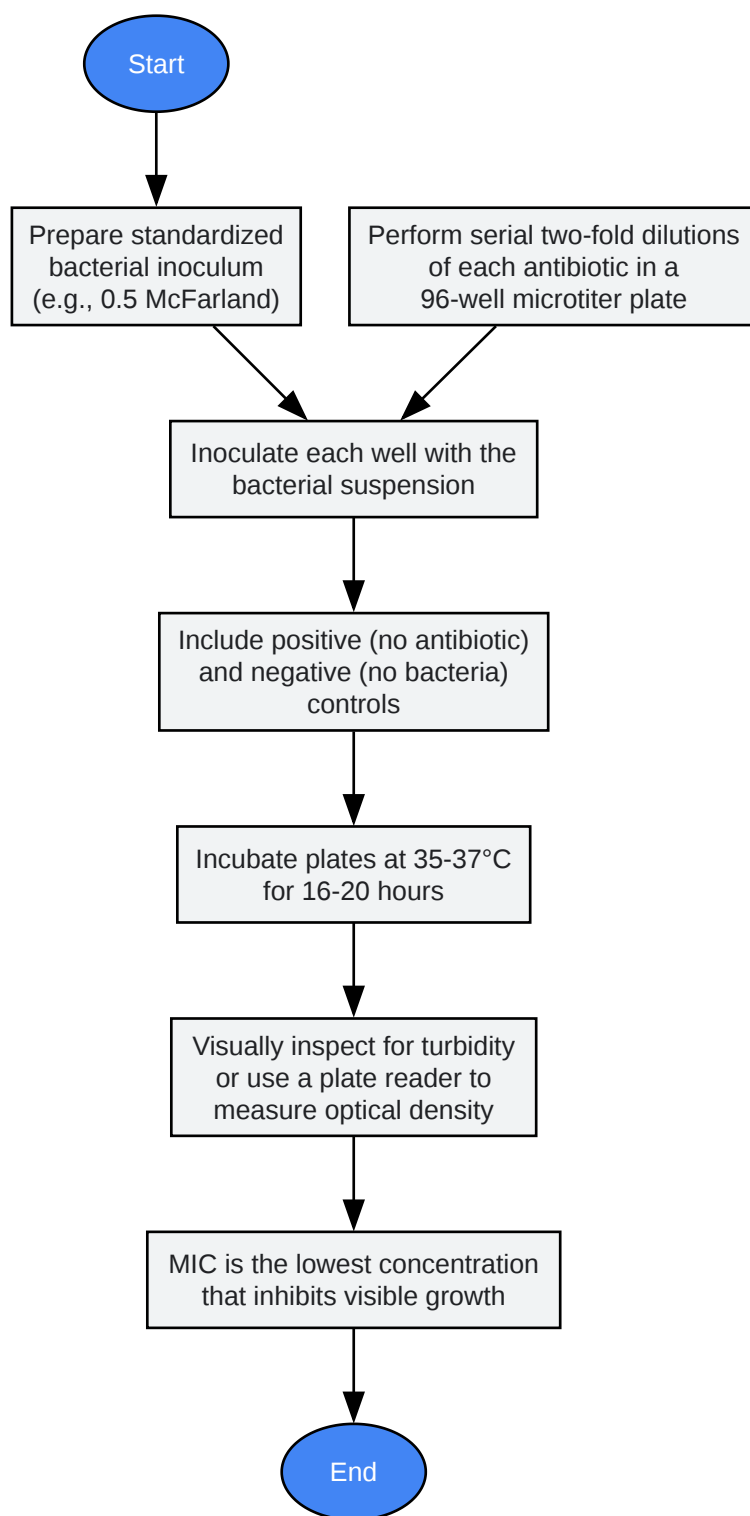 Start
Prepare standardized
bacterial inoculum
(e.g., 0.5 McFarland)
Perform serial two-fold dilutions
of each antibiotic in a
96-well microtiter plate
Inoculate each well with the
bacterial suspension
Include positive (no antibiotic)
and negative (no bacteria)
controls
Incubate plates at 35-37°C
for 16-20 hours
Visually inspect for turbidity
or use a plate reader to
measure optical density
MIC is the lowest concentration
that inhibits visible growth
End